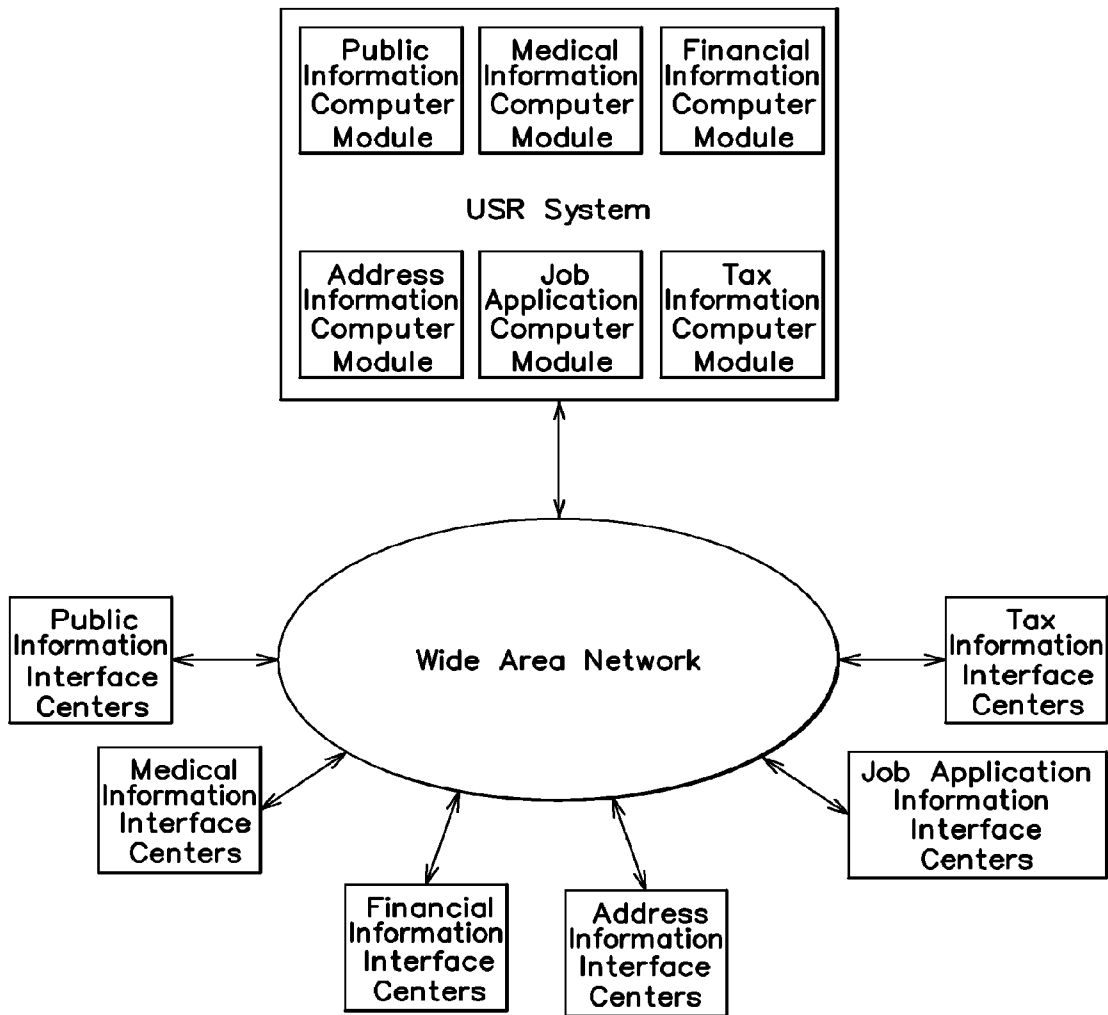 Public
Information
Computer
Module
Medical
Information
Computer
Module
Financial
Information
Computer
Module
USR System
Address
Information
Computer
Module
Job
Application
Computer
Module
Tax
Information
Computer
Module
Wide Area Network
Public
Information
Interface
Centers
Medical
Information
Interface
Centers
Financial
Information
Interface
Centers
Address
Information
Interface
Centers
Job Application
Information
Interface
Centers
Tax
Information
Interface
Centers